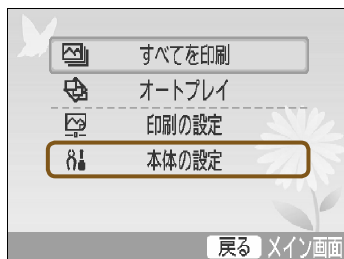 すべてを印刷
オートプレイ
印刷の設定
本体の設定
戻る メイン画面